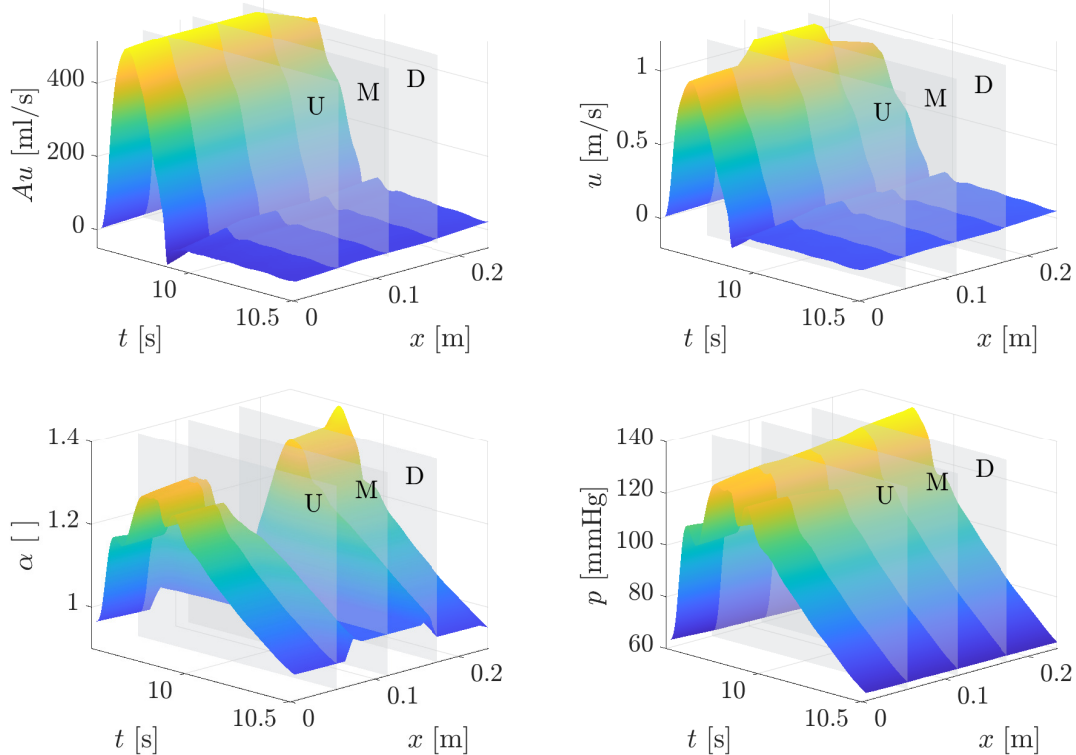 400
200
0
Au [ml/s]
U
M
D
10
10.5
t [s]
0
0.1
0.2
x [m]
1
0.5
0
u [m/s]
U
M
D
10
10.5
t [s]
0
0.1
0.2
x [m]
1.4
1.2
1
α [ ]
U
M
D
10
10.5
t [s]
0
0.1
0.2
x [m]
140
120
100
80
60
p [mmHg]
U
M
D
10
10.5
t [s]
0
0.1
0.2
x [m]